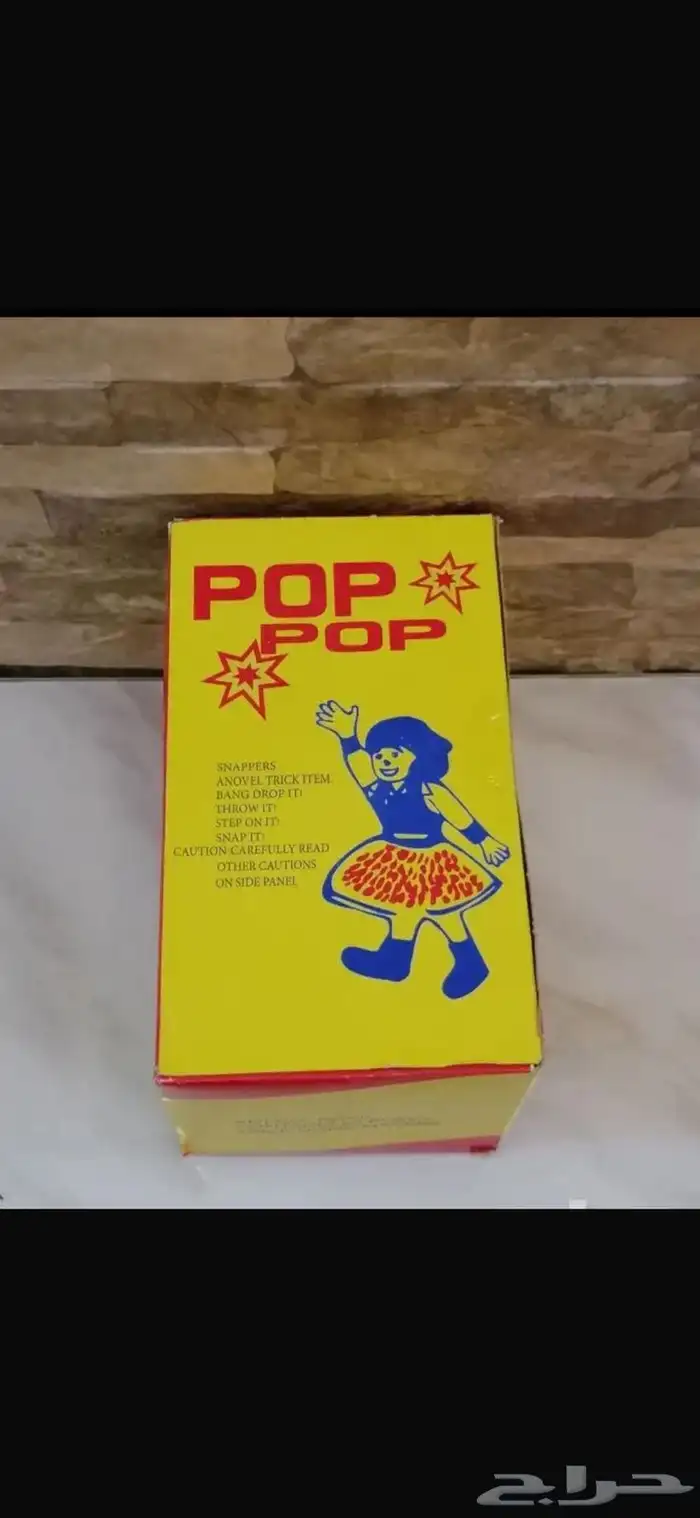 POP
POP
SNAPPERS
ANOVEL TRICK ITEM
BANG DROP IT!
THROW IT!
STEP ON IT!
SNAP IT!
CAUTION CAREFULLY READ
OTHER CAUTIONS
ON SIDE PANEL
حراج